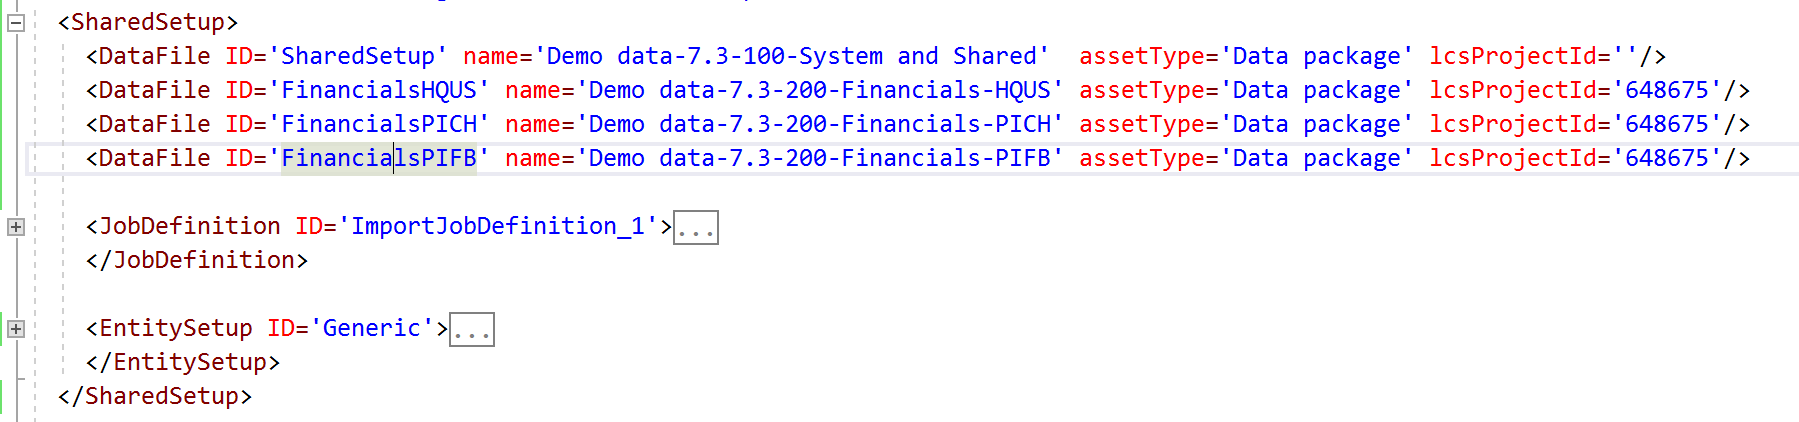 <SharedSetup>
<DataFile ID='SharedSetup' name='Demo data-7.3-100-System and Shared'  assetType='Data package' lcsProjectId=''/>
<DataFile ID='FinancialsHQUS' name='Demo data-7.3-200-Financials-HQUS' assetType='Data package' lcsProjectId='648675'/>
<DataFile ID='FinancialsPICH' name='Demo data-7.3-200-Financials-PICH' assetType='Data package' lcsProjectId='648675'/>
<DataFile ID='FinancialsPIFB' name='Demo data-7.3-200-Financials-PIFB' assetType='Data package' lcsProjectId='648675'/>
<JobDefinition ID='ImportJobDefinition_1'>...
</JobDefinition>
<EntitySetup ID='Generic'>...
</EntitySetup>
</SharedSetup>